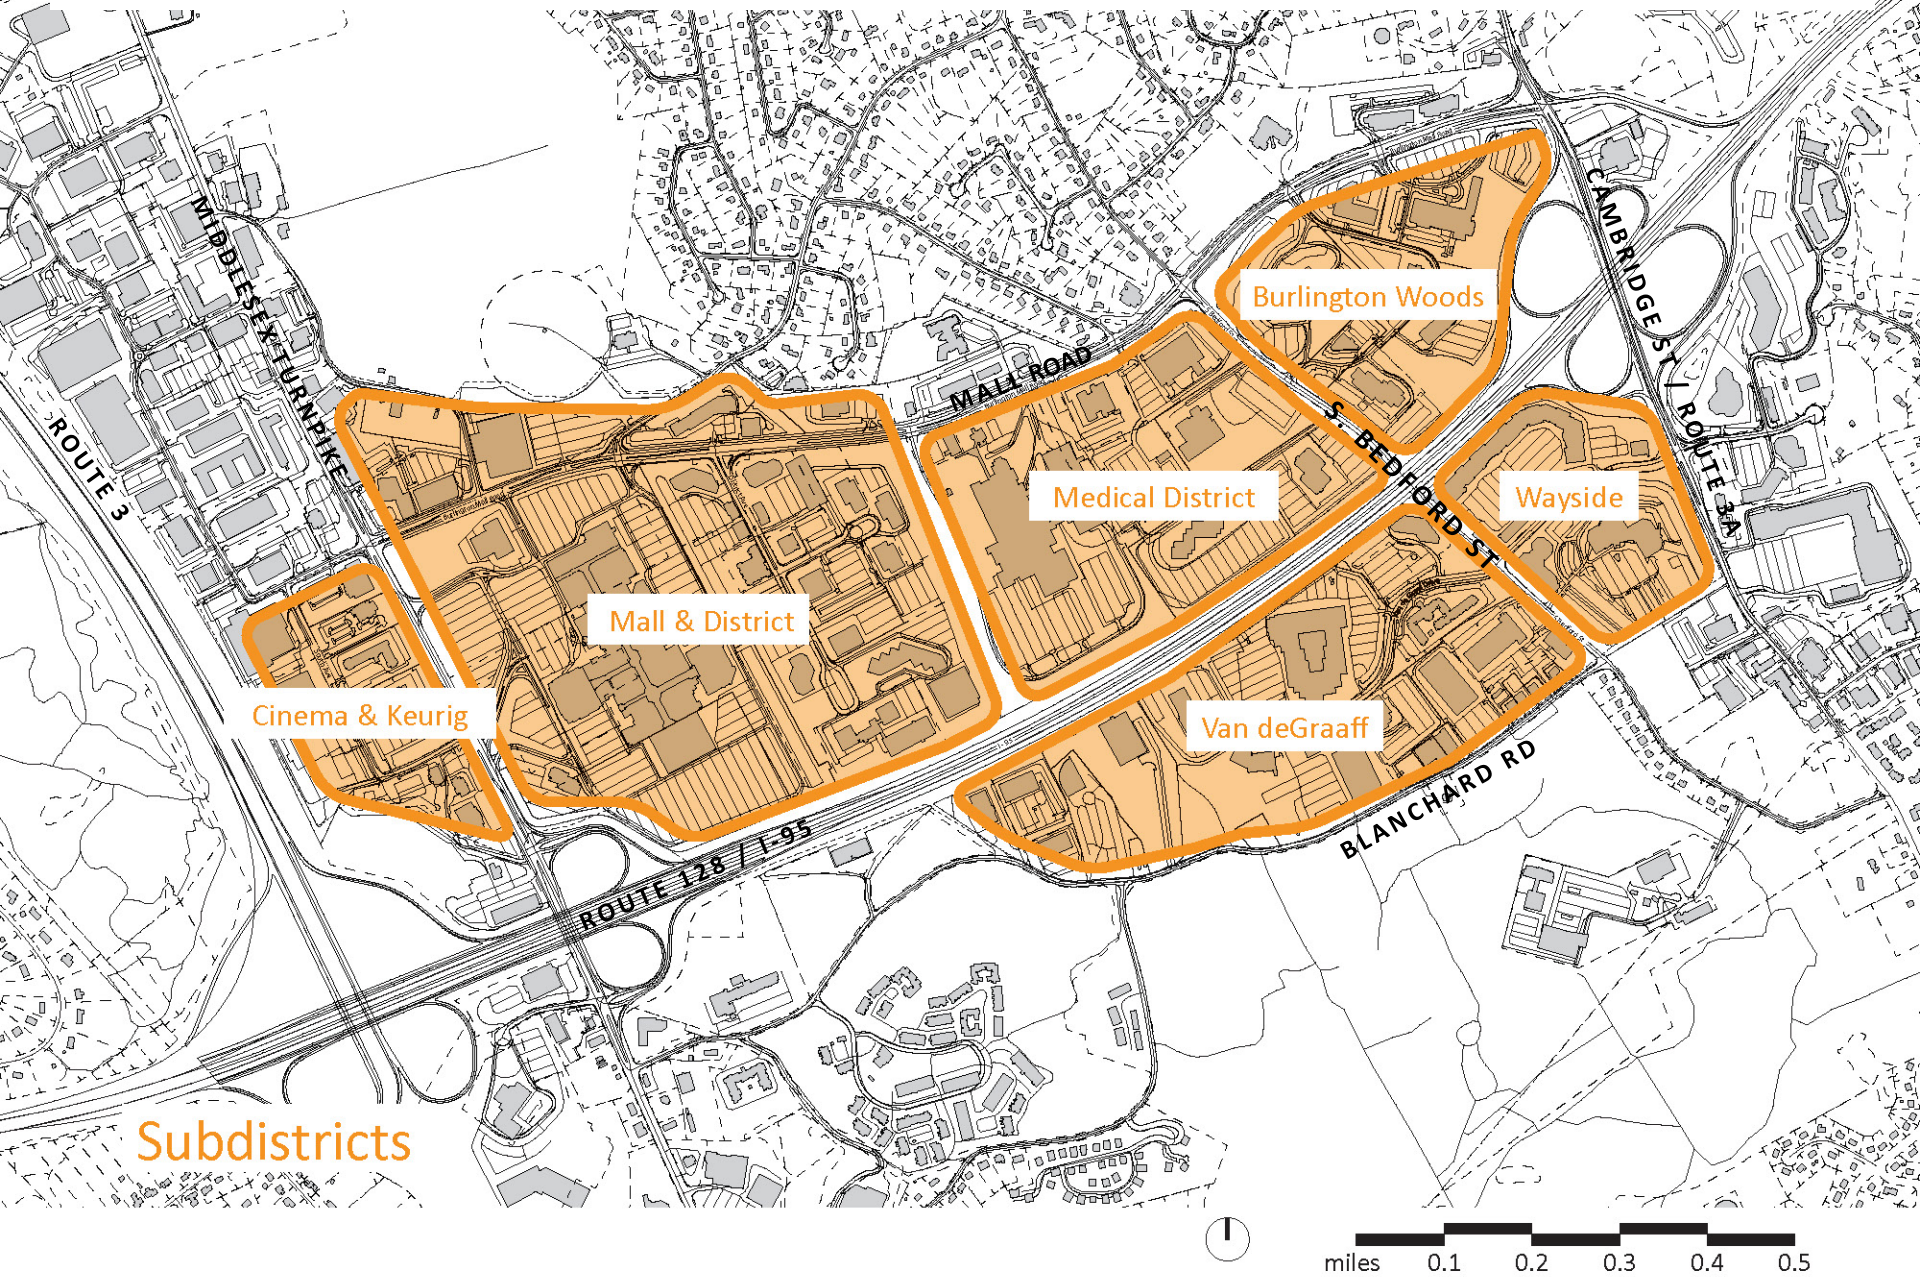 MIDDLESEX TURNPIKE
CAMBRIDGE ST / ROUTE 3A
Burlington Woods
MALL ROAD
ROUTE 3
S. BEDFORD ST
Medical District
Wayside
Mall & District
Cinema & Keurig
Van deGraaff
BLANCHARD RD
ROUTE 128 / I-95
Subdistricts
miles 0.1 0.2 0.3 0.4 0.5